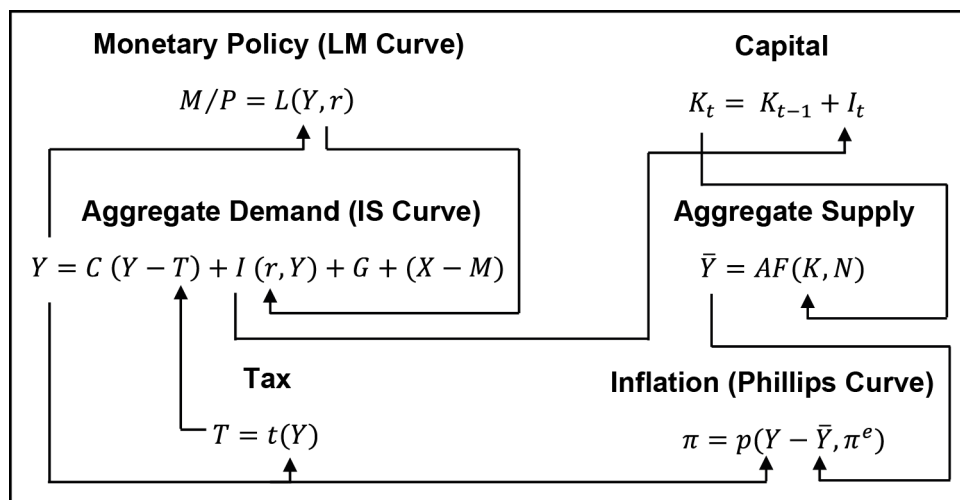 Monetary Policy (LM Curve)
M/P = L(Y, r)
Capital
K_t = K_{t−1} + I_t
Aggregate Demand (IS Curve)
Y = C (Y − T) + I (r, Y) + G + (X − M)
Aggregate Supply
Ȳ = AF(K, N)
Tax
T = t(Y)
Inflation (Phillips Curve)
π = p(Y − Ȳ, π^e)